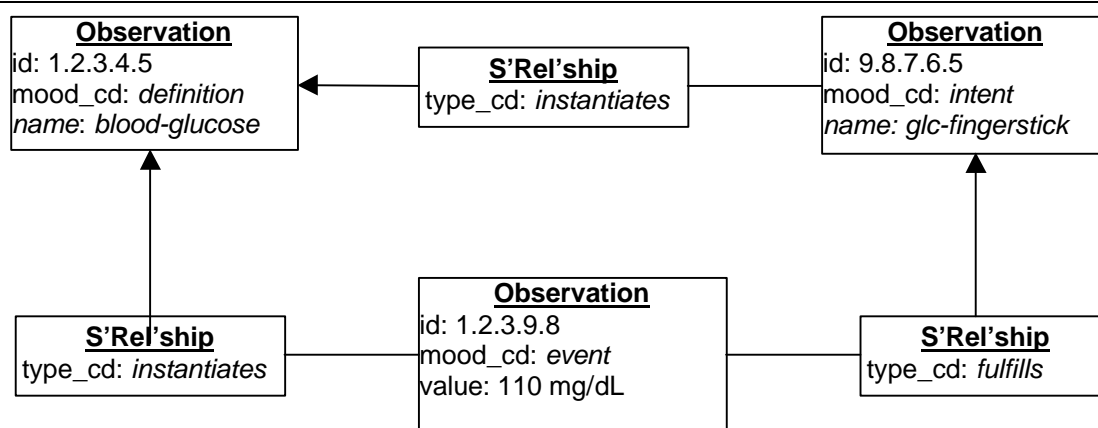 Observation
id: 1.2.3.4.5
mood_cd: definition
name: blood-glucose
S’Rel’ship
type_cd: instantiates
Observation
id: 9.8.7.6.5
mood_cd: intent
name: glc-fingerstick
S’Rel’ship
type_cd: instantiates
Observation
id: 1.2.3.9.8
mood_cd: event
value: 110 mg/dL
S’Rel’ship
type_cd: fulfills